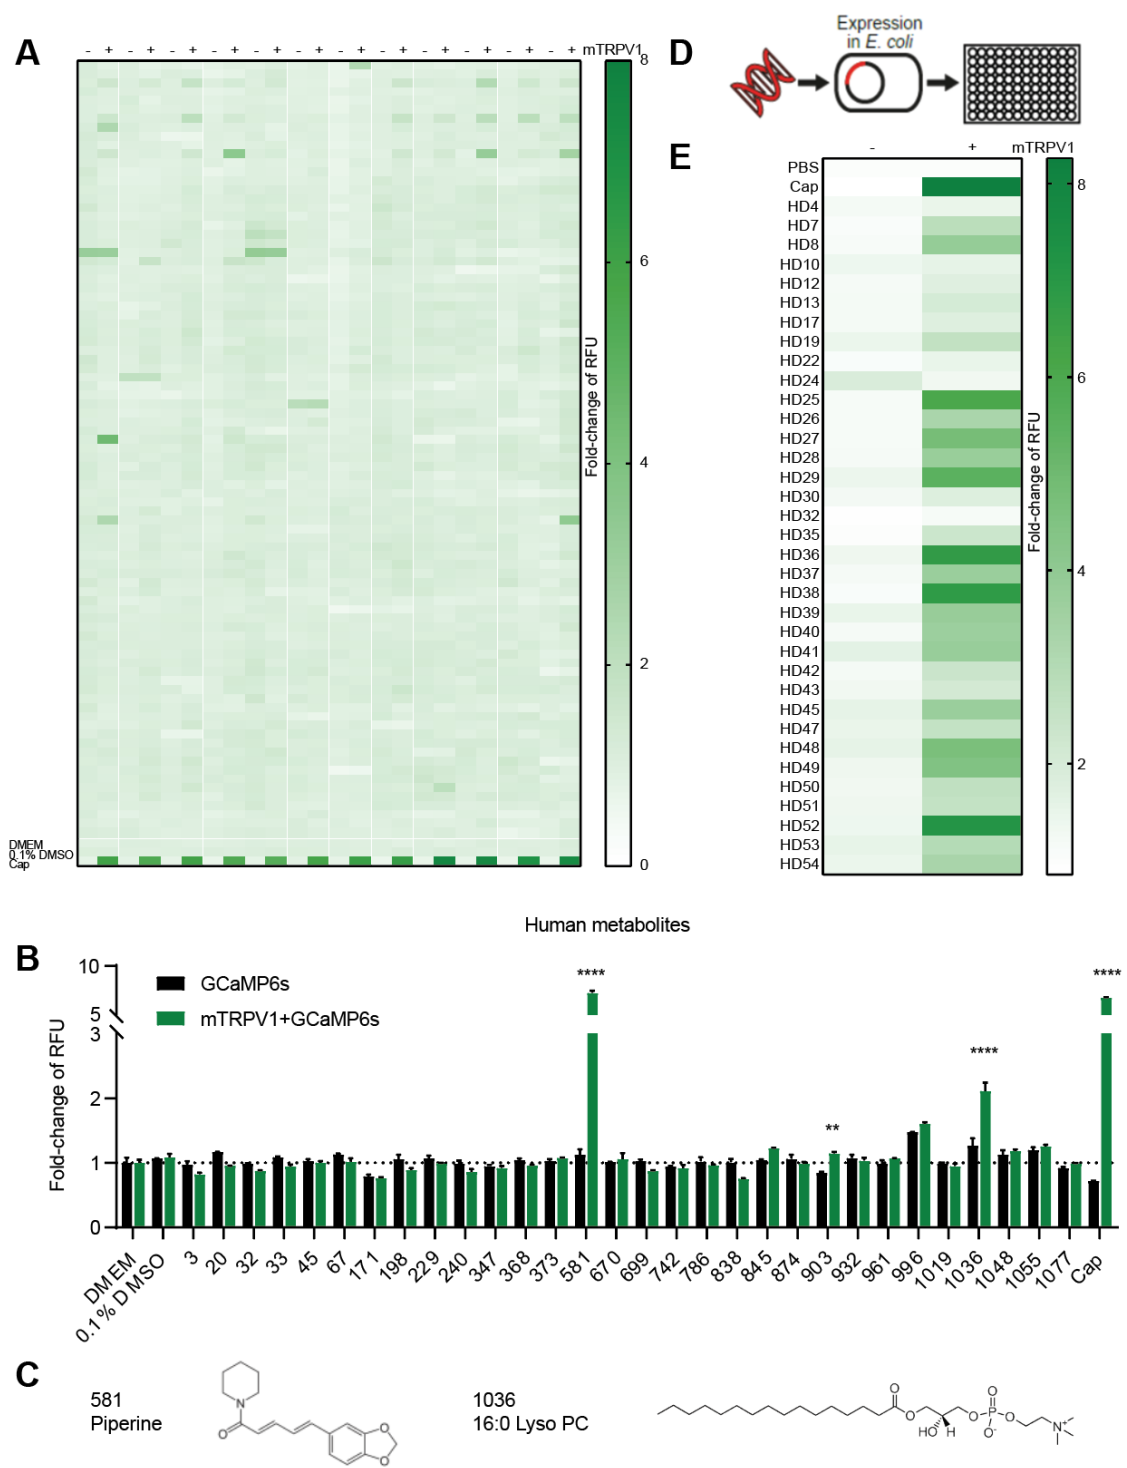 A
- + - + - + - + - + - + - + - + - + - + - + - + mTRPV1
8
6
4
2
0
Fold-change of RFU
DMEM
0.1% DMSO
Cap
D
Expression
in E. coli
E
- + mTRPV1
PBS
Cap
HD4
HD7
HD8
HD10
HD12
HD13
HD17
HD19
HD22
HD24
HD25
HD26
HD27
HD28
HD29
HD30
HD32
HD35
HD36
HD37
HD38
HD39
HD40
HD41
HD42
HD43
HD45
HD47
HD48
HD49
HD50
HD51
HD52
HD53
HD54
8
6
4
2
Fold-change of RFU
Human metabolites
B
10
5
3
2
1
0
Fold-change of RFU
GCaMP6s
mTRPV1+GCaMP6s
****
**
****
****
DMEM
0.1% DMSO
3
20
32
33
45
67
171
198
229
240
347
368
373
581
670
699
742
786
838
845
874
903
932
961
996
1019
1036
1048
1055
1077
Cap
C
581
Piperine
N
O
O
O
1036
16:0 Lyso PC
O
O
HO H
O
O
P
O-
O
N+